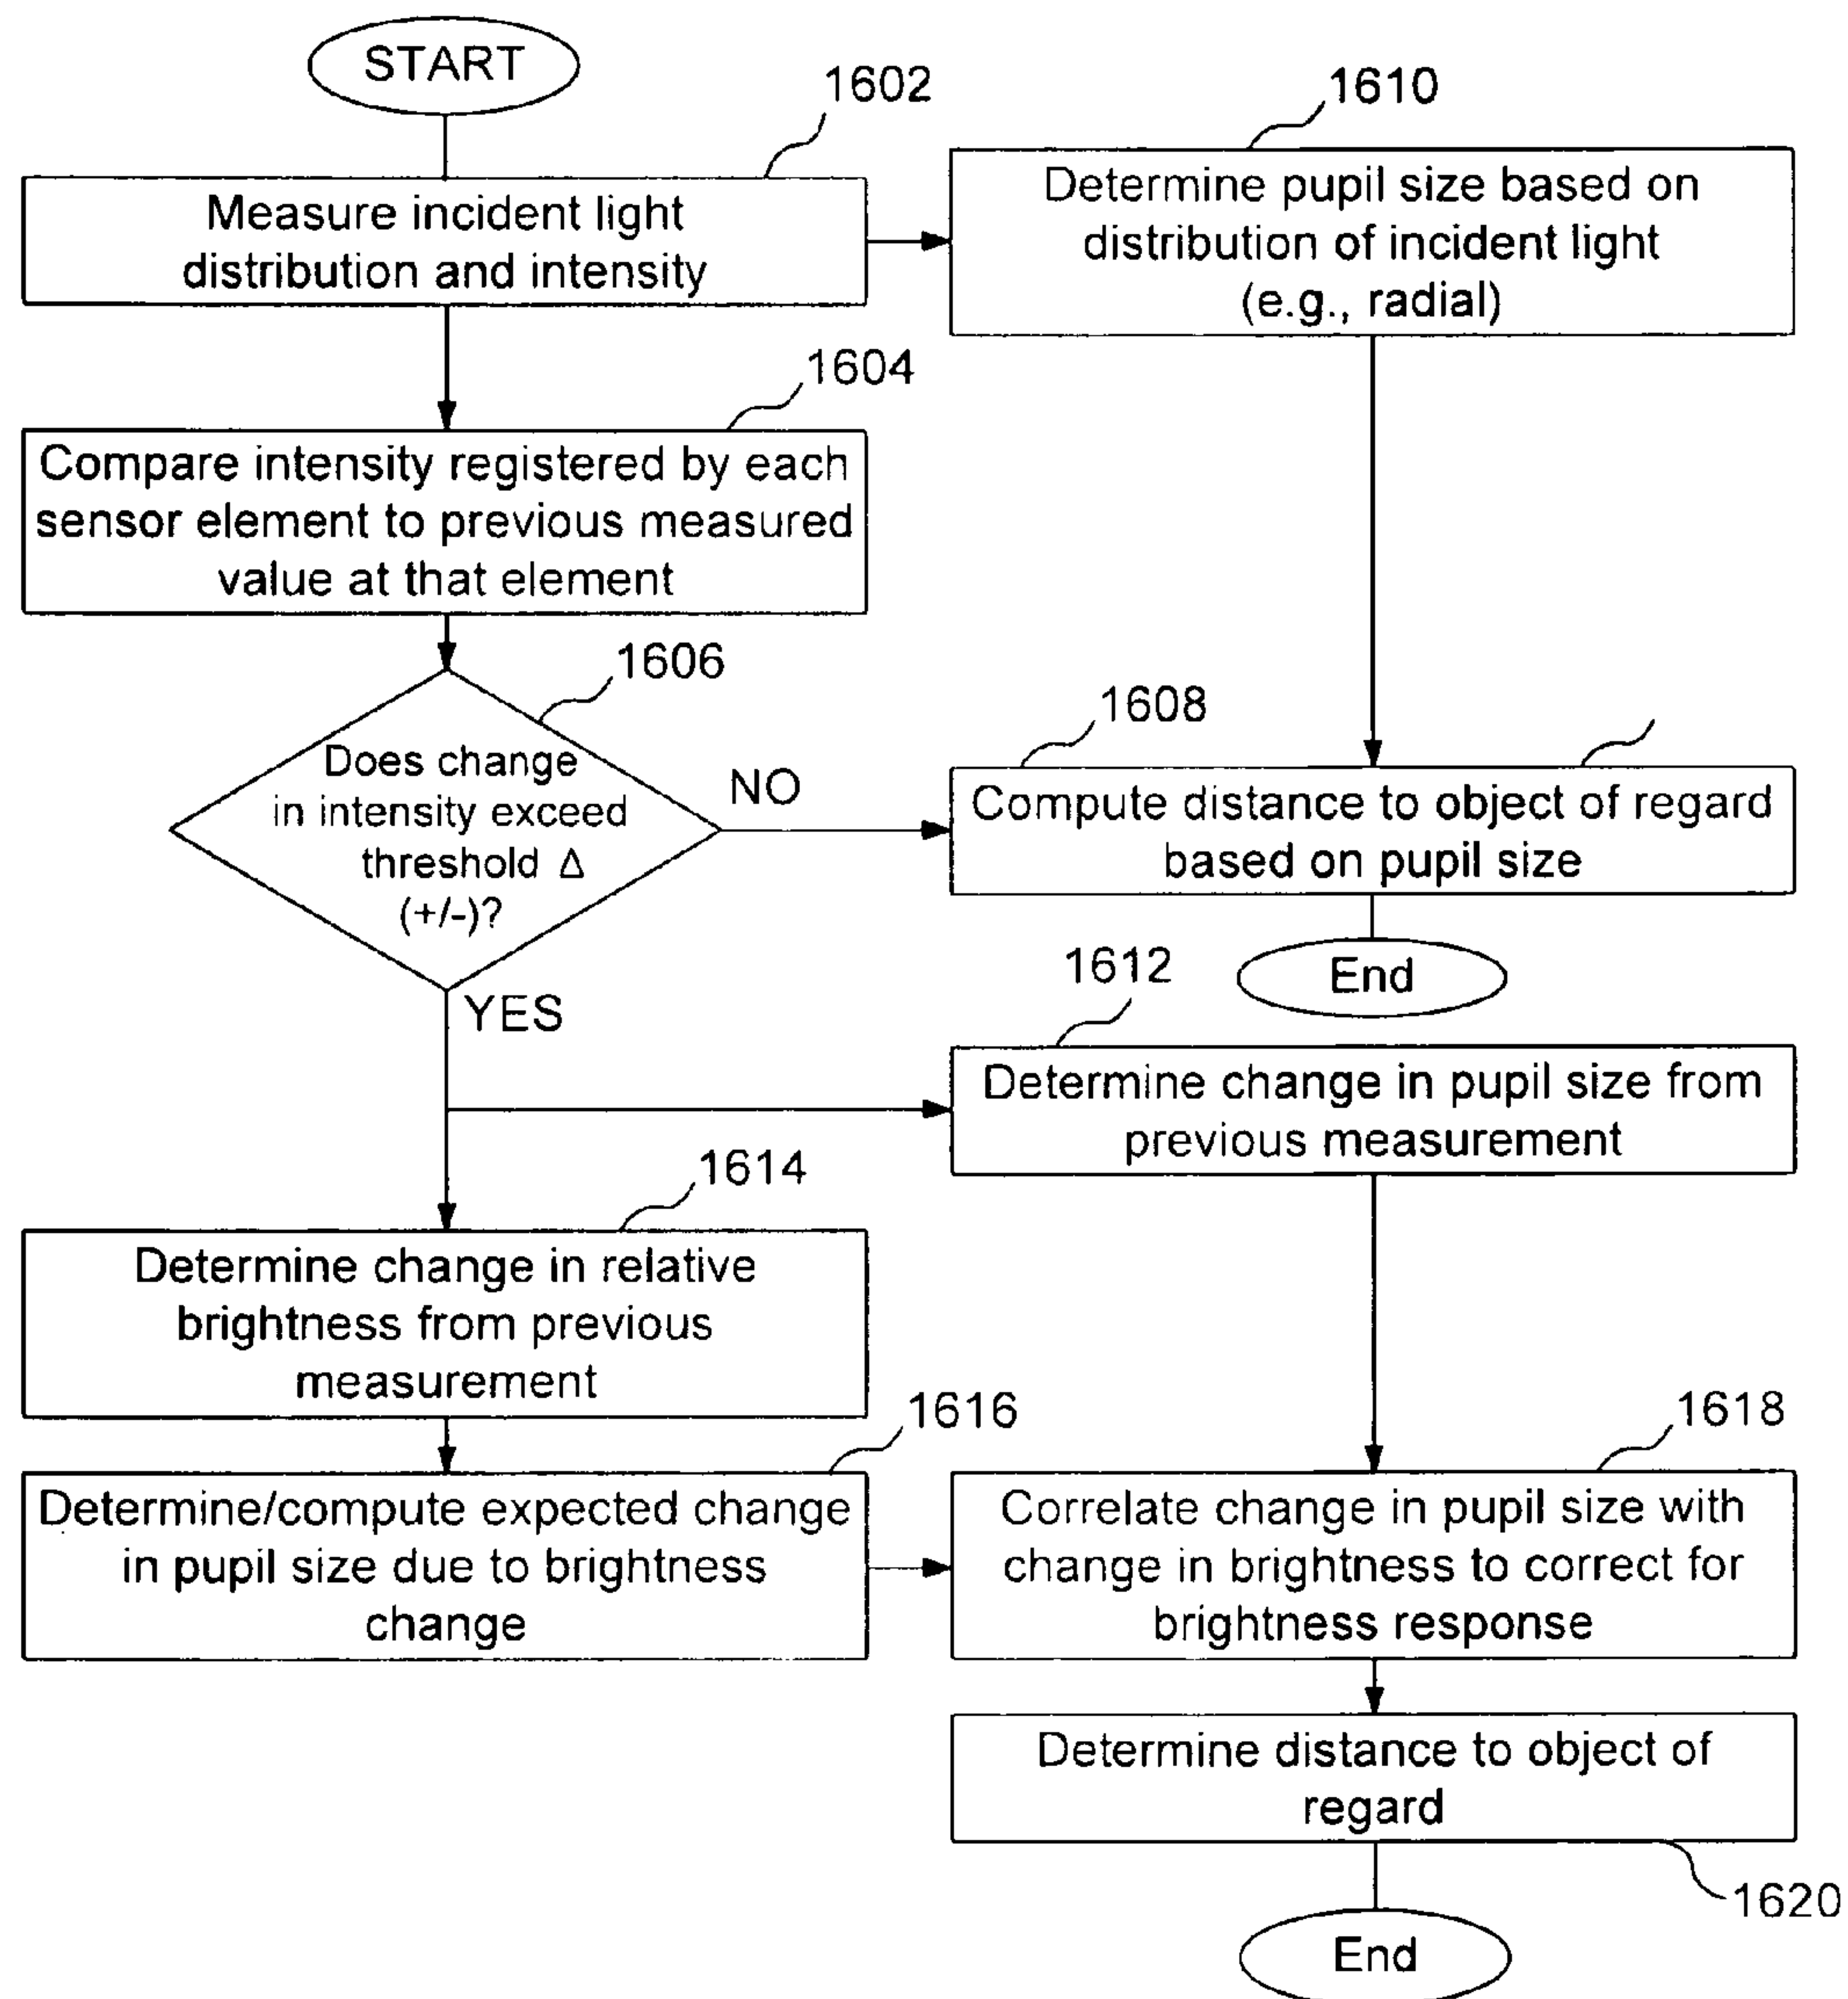 START
1602
Measure incident light
distribution and intensity
1610
Determine pupil size based on
distribution of incident light
(e.g., radial)
1604
Compare intensity registered by each
sensor element to previous measured
value at that element
1606
Does change
in intensity exceed
threshold Δ
(+/-)?
NO
YES
1608
Compute distance to object of regard
based on pupil size
End
1612
Determine change in pupil size from
previous measurement
1614
Determine change in relative
brightness from previous
measurement
1616
Determine/compute expected change
in pupil size due to brightness
change
1618
Correlate change in pupil size with
change in brightness to correct for
brightness response
Determine distance to object of
regard
1620
End